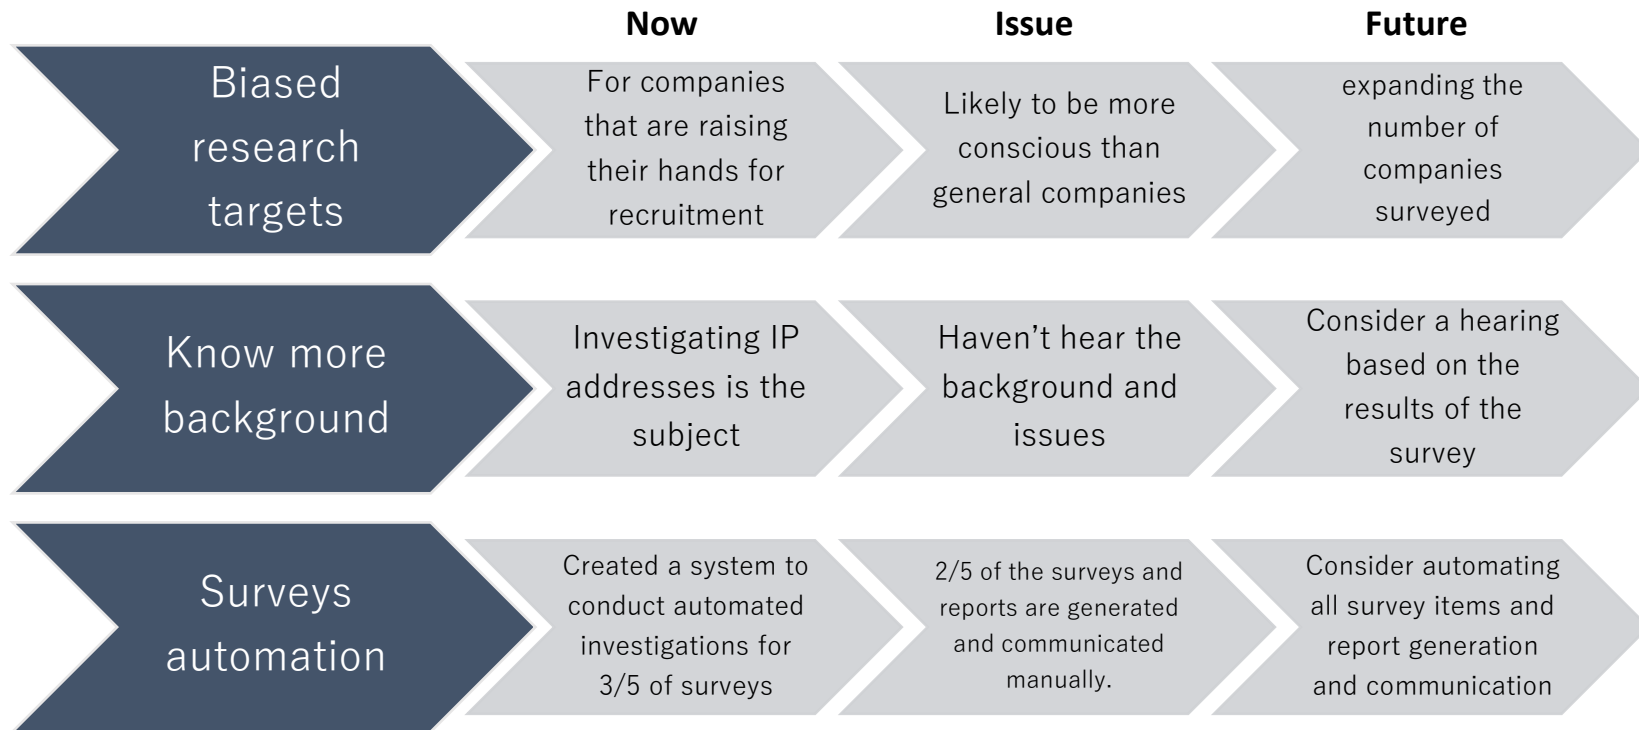 Now
Issue
Future
Biased
research
targets
For companies
that are raising
their hands for
recruitment
Likely to be more
conscious than
general companies
expanding the
number of
companies
surveyed
Know more
background
Investigating IP
addresses is the
subject
Haven't hear the
background and
issues
Consider a hearing
based on the
results of the
survey
Surveys
automation
Created a system to
conduct automated
investigations for
3/5 of surveys
2/5 of the surveys and
reports are generated
and communicated
manually.
Consider automating
all survey items and
report generation
and communication